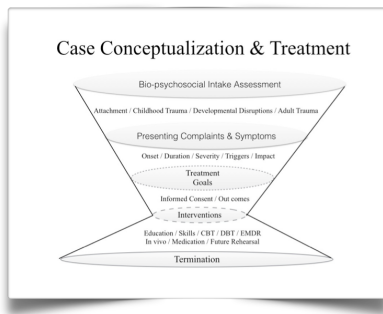 Case Conceptualization & Treatment
Bio-psychosocial Intake Assessment
Attachment / Childhood Trauma / Developmental Disruptions / Adult Trauma
Presenting Complaints & Symptoms
Onset / Duration / Severity / Triggers / Impact
Treatment
Goals
Informed Consent / Out comes
Interventions
Education / Skills / CBT / DBT / EMDR
In vivo / Medication / Future Rehearsal
Termination